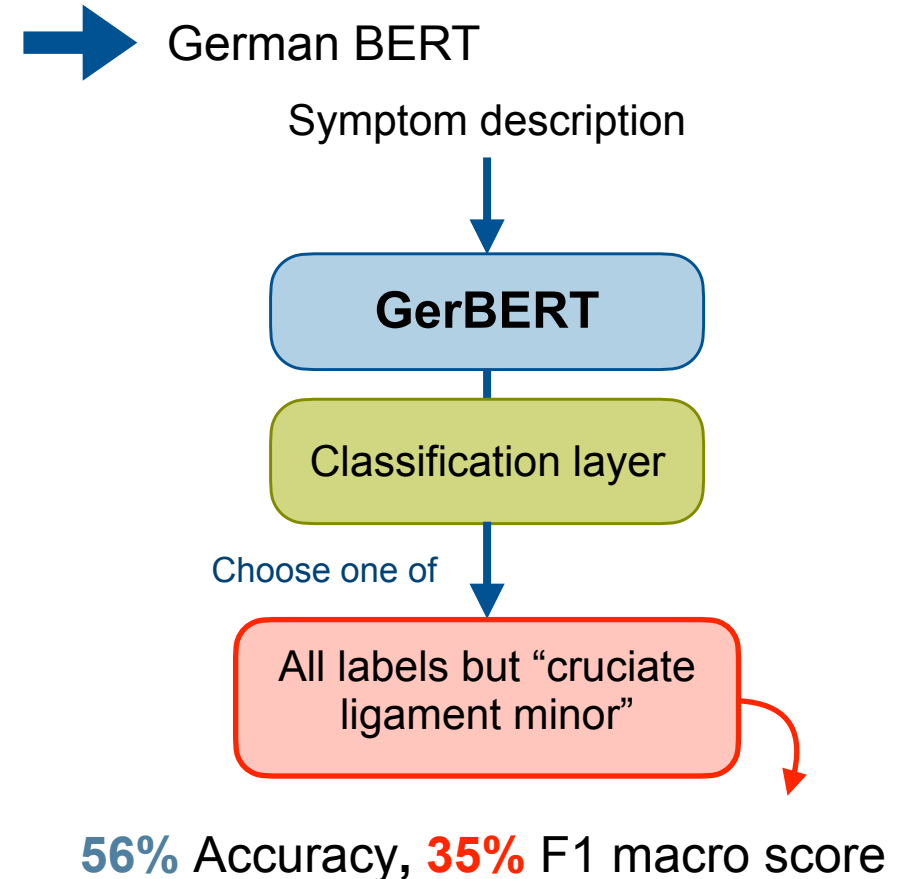 German BERT
Symptom description
GerBERT
Classification layer
Choose one of
All labels but “cruciate
ligament minor”
56% Accuracy, 35% F1 macro score